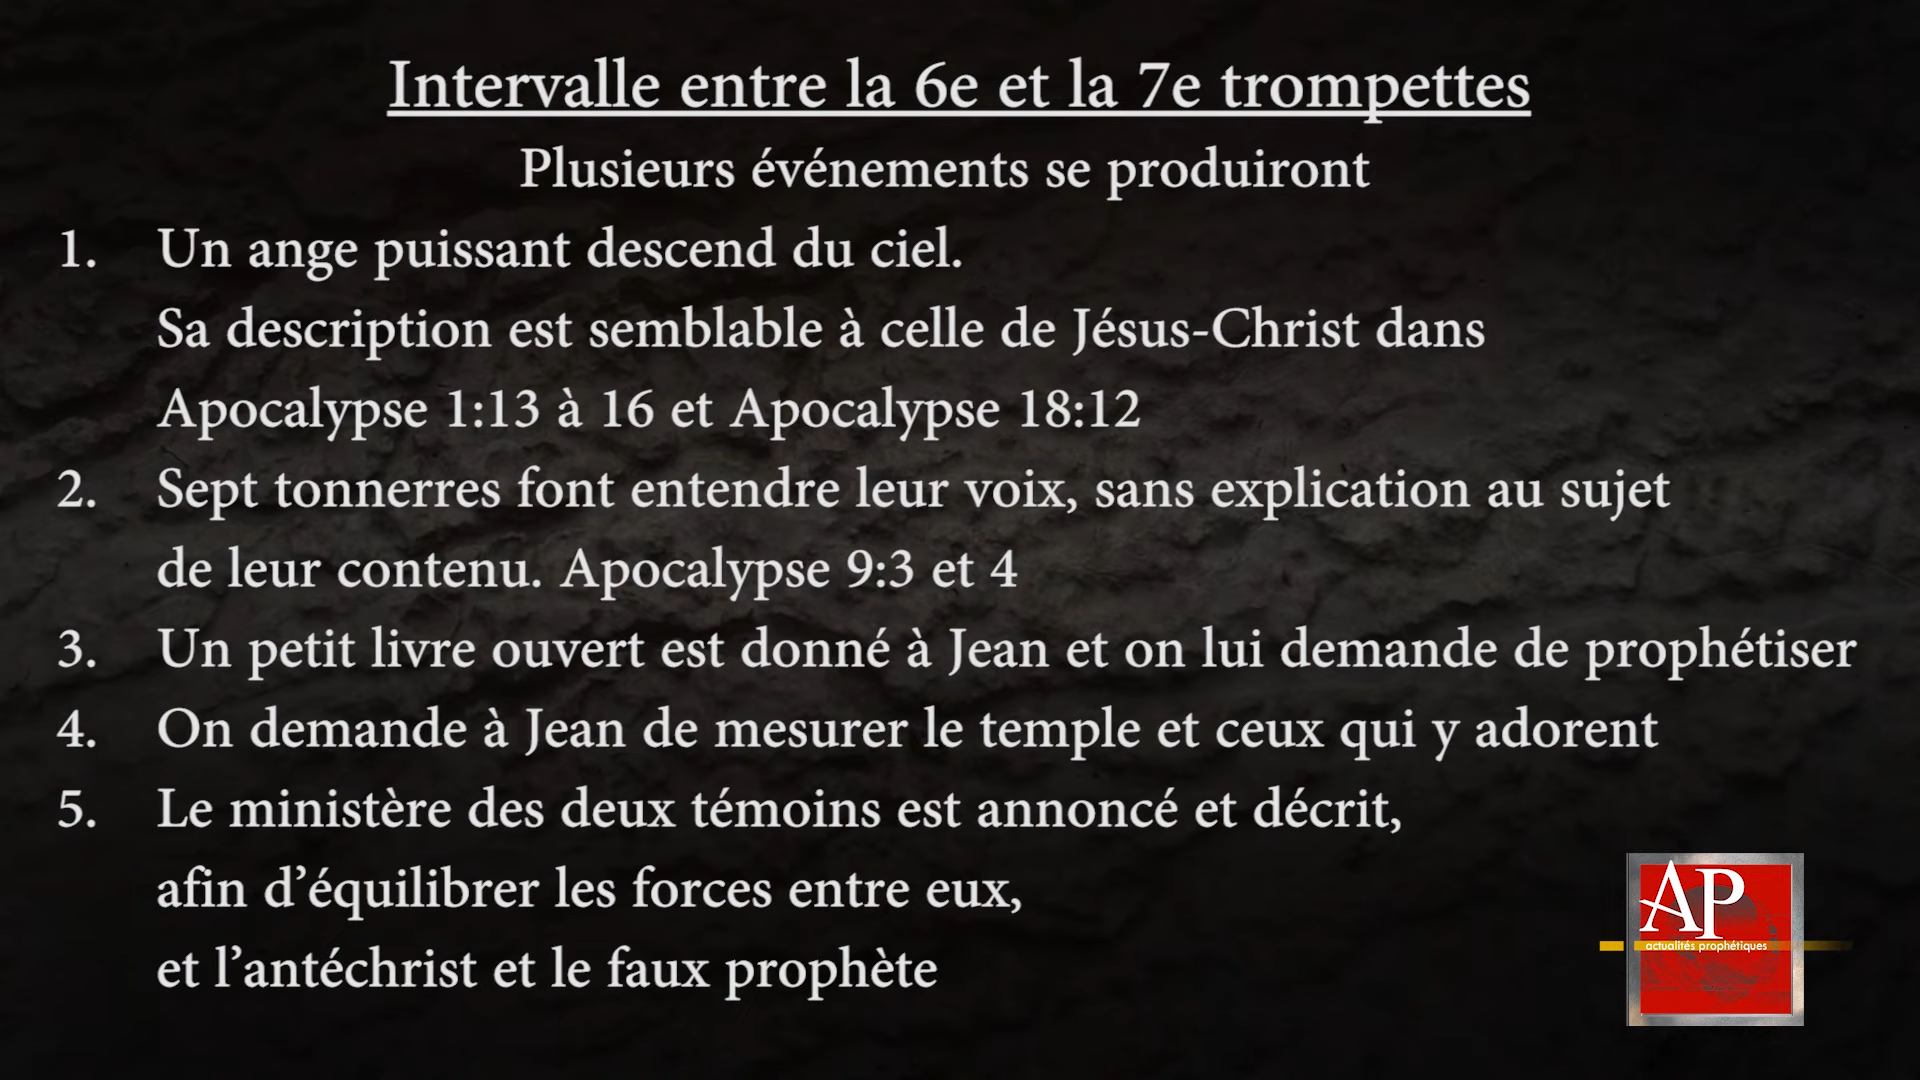 Intervalle entre la 6e et la 7e trompettes
Plusieurs événements se produiront
1. Un ange puissant descend du ciel.
Sa description est semblable à celle de Jésus-Christ dans
Apocalypse 1:13 à 16 et Apocalypse 18:12
2. Sept tonnerres font entendre leur voix, sans explication au sujet
de leur contenu. Apocalypse 9:3 et 4
3. Un petit livre ouvert est donné à Jean et on lui demande de prophétiser
4. On demande à Jean de mesurer le temple et ceux qui y adorent
5. Le ministère des deux témoins est annoncé et décrit,
afin d’équilibrer les forces entre eux,
et l’antéchrist et le faux prophète
AP
actualités prophétiques